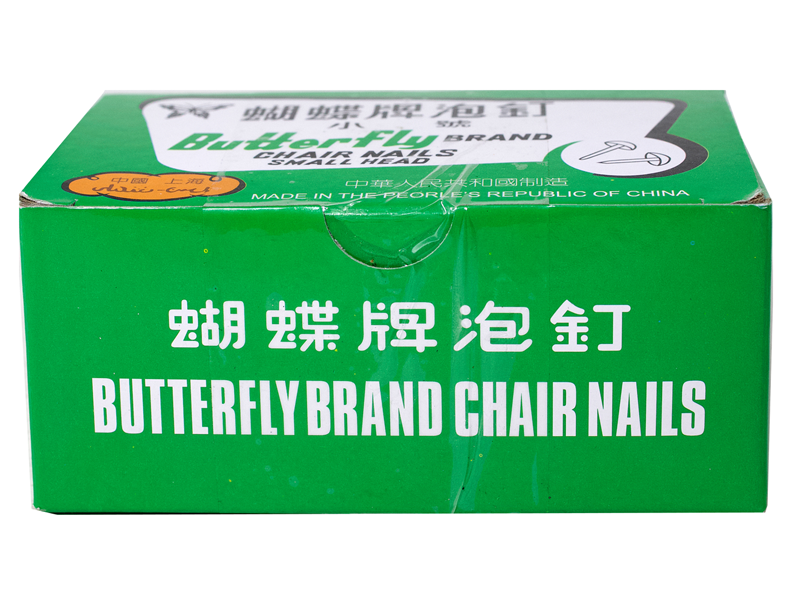 蝴蝶牌泡釘
小號
Butterfly BRAND
CHAIR NAILS
SMALL HEAD
中國 上海
中華人民共和國制造
MADE IN THE PEOPLE'S REPUBLIC OF CHINA
蝴蝶牌泡釘
BUTTERFLY BRAND CHAIR NAILS